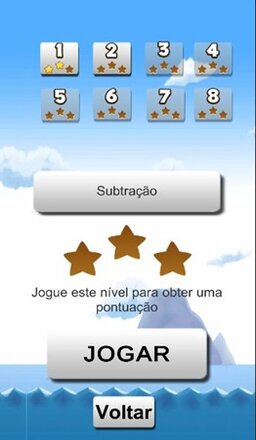 1 2 3 4
5 6 7 8
Subtração
Jogue este nível para obter uma
pontuação
JOGAR
Voltar